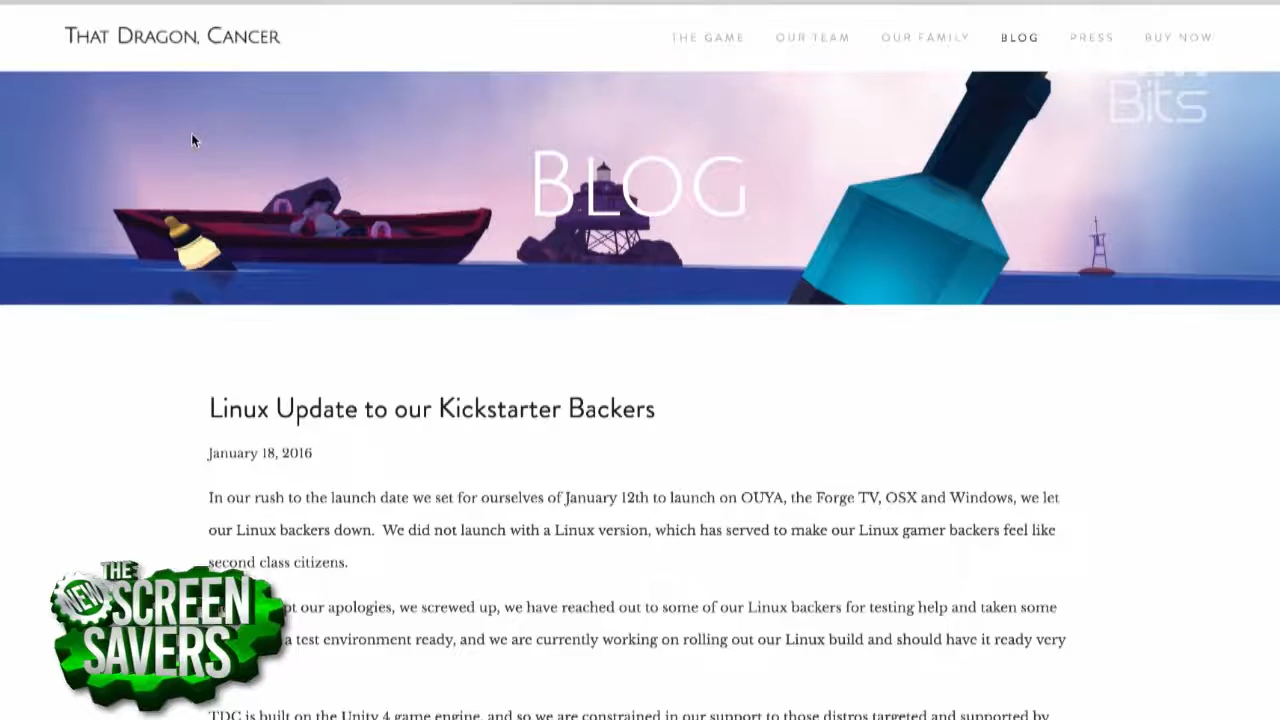 That Dragon, Cancer
THE GAME OUR TEAM OUR FAMILY BLOG PRESS BUY NOW
Bits
Blog
Linux Update to our Kickstarter Backers
January 18, 2016
In our rush to the launch date we set for ourselves of January 12th to launch on OUYA, the Forge TV, OSX and Windows, we let
our Linux backers down. We did not launch with a Linux version, which has served to make our Linux gamer backers feel like
second class citizens.
our apologies, we screwed up, we have reached out to some of our Linux backers for testing help and taken some
a test environment ready, and we are currently working on rolling out our Linux build and should have it ready very
TDC is built on the Unity 4 game engine, and so we are constrained in our support to those distros targeted and supported by
THE NEW SCREEN SAVERS